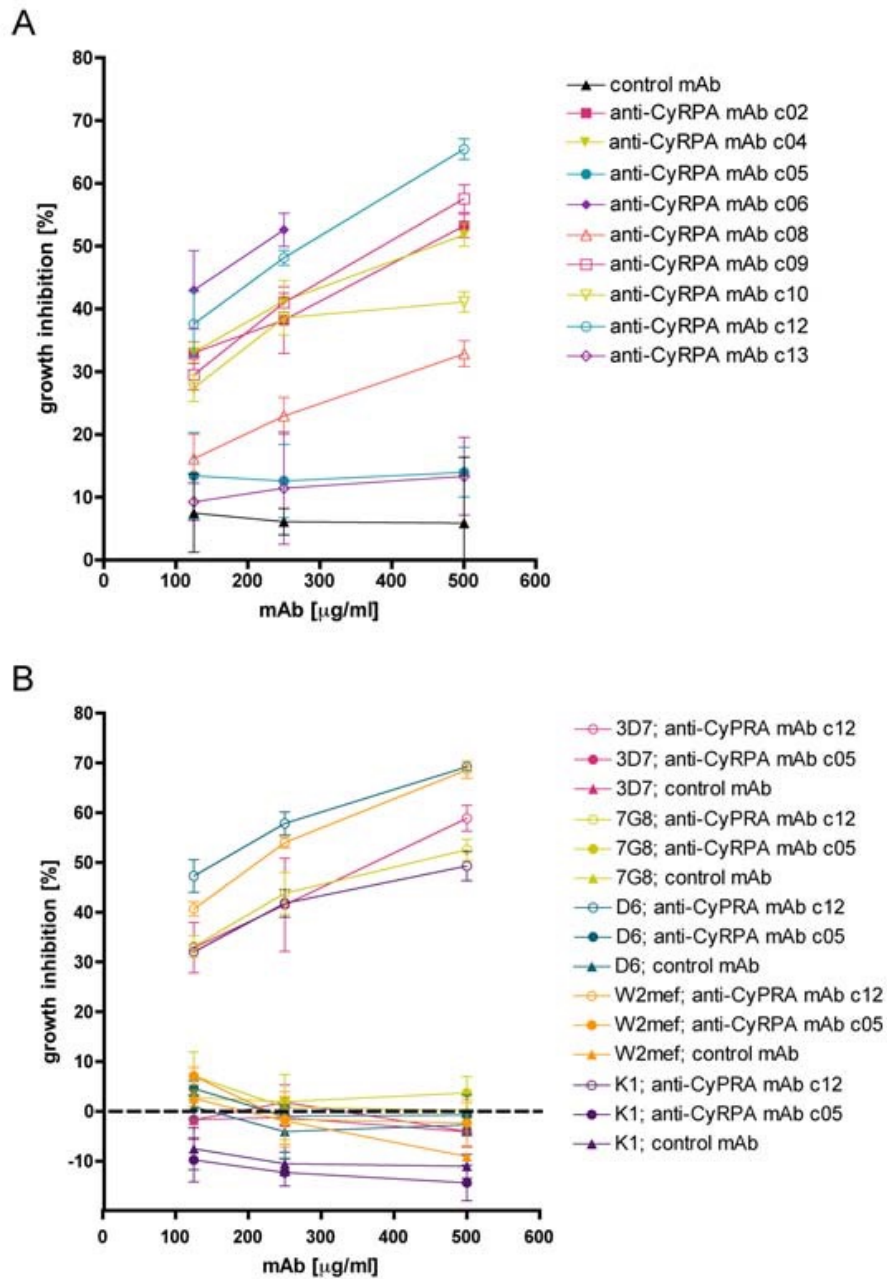 A
80
70
60
50
40
30
20
10
0
growth inhibition [%]
0 100 200 300 400 500 600
mAb [µg/ml]
control mAb
anti-CyRPA mAb c02
anti-CyRPA mAb c04
anti-CyRPA mAb c05
anti-CyRPA mAb c06
anti-CyRPA mAb c08
anti-CyRPA mAb c09
anti-CyRPA mAb c10
anti-CyRPA mAb c12
anti-CyRPA mAb c13
B
80
70
60
50
40
30
20
10
0
-10
growth inhibition [%]
0 100 200 300 400 500 600
mAb [µg/ml]
3D7; anti-CyPRA mAb c12
3D7; anti-CyRPA mAb c05
3D7; control mAb
7G8; anti-CyPRA mAb c12
7G8; anti-CyRPA mAb c05
7G8; control mAb
D6; anti-CyPRA mAb c12
D6; anti-CyRPA mAb c05
D6; control mAb
W2mef; anti-CyPRA mAb c12
W2mef; anti-CyRPA mAb c05
W2mef; control mAb
K1; anti-CyPRA mAb c12
K1; anti-CyRPA mAb c05
K1; control mAb